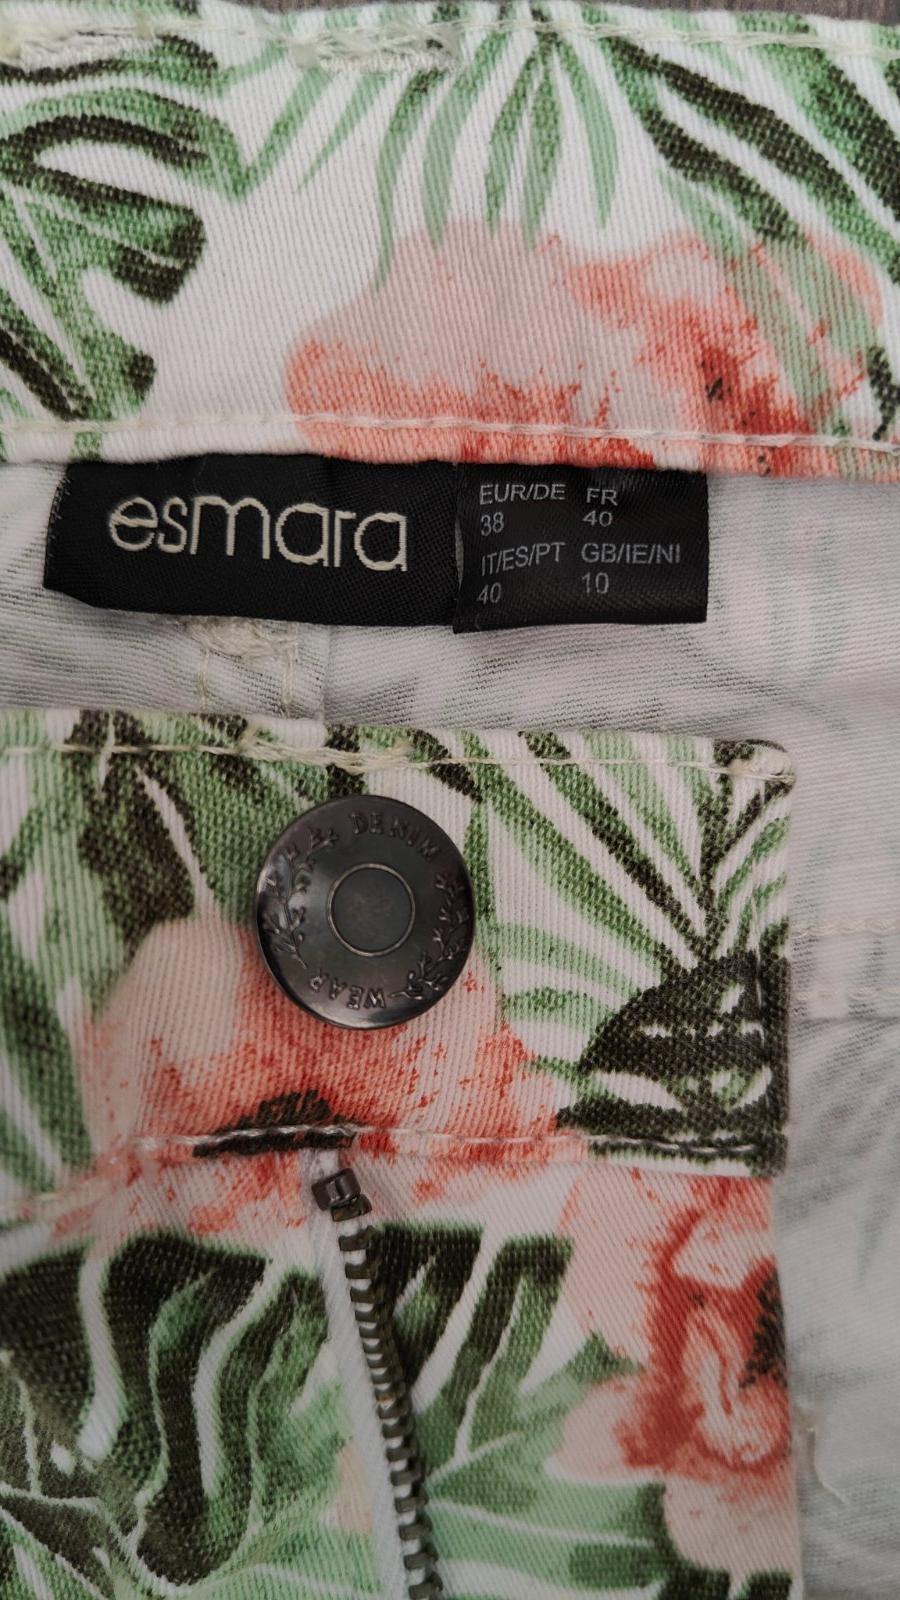 esmara
EUR/DE FR
38 40
IT/ES/PT GB/IE/NI
40 10
DENIM
WEAR